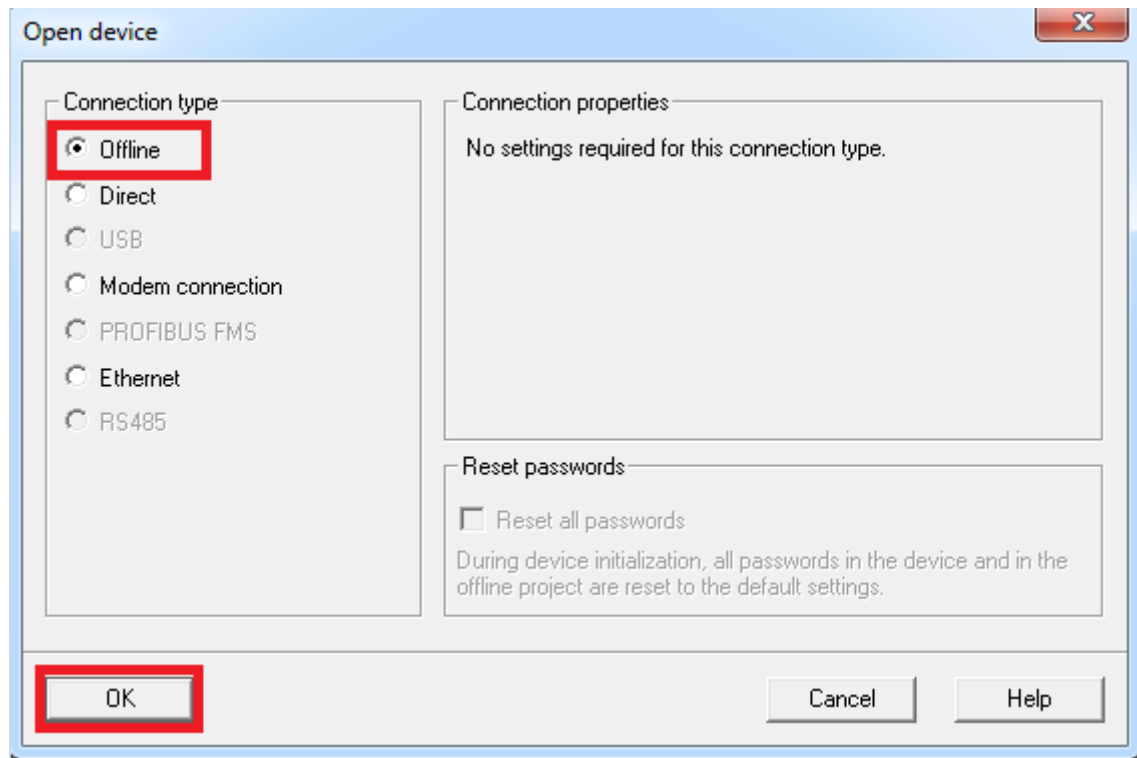 Open device
Connection type
Offline
Direct
USB
Modem connection
PROFIBUS FMS
Ethernet
RS485
Connection properties
No settings required for this connection type.
Reset passwords
Reset all passwords
During device initialization, all passwords in the device and in the
offline project are reset to the default settings.
OK
Cancel
Help